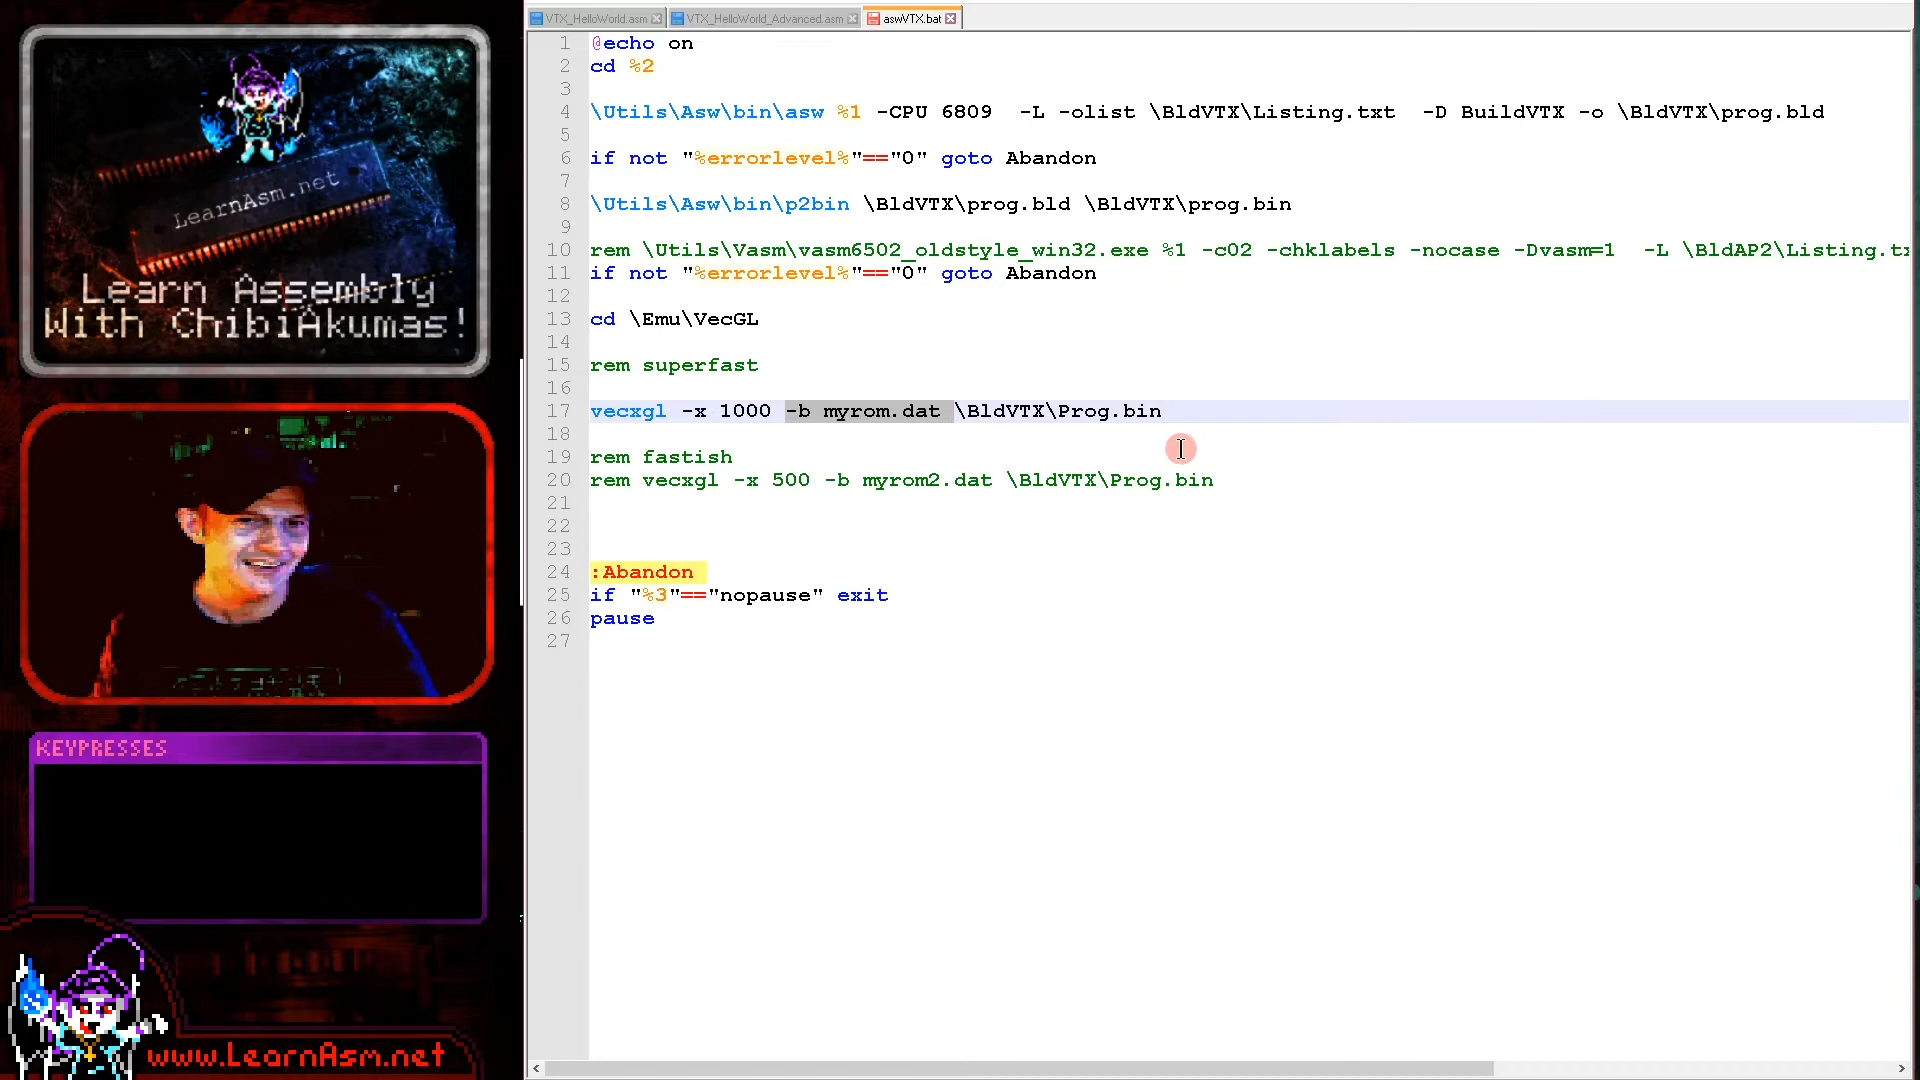 LearnAsm.net
Learn Assembly
With ChibiAkumas!
KEYPRESSES
www.LearnAsm.net
VTX_HelloWorld.asm
VTX_HelloWorld_Advanced.asm
aswVTX.bat
1 @echo on
2 cd %2
3
4 \Utils\Asw\bin\asw %1 -CPU 6809 -L -olist \BldVTX\Listing.txt -D BuildVTX -o \BldVTX\prog.bld
5
6 if not "%errorlevel%"=="0" goto Abandon
7
8 \Utils\Asw\bin\p2bin \BldVTX\prog.bld \BldVTX\prog.bin
9
10 rem \Utils\Vasm\vasm6502_oldstyle_win32.exe %1 -c02 -chklabels -nocase -Dvasm=1 -L \BldAP2\Listing.tx
11 if not "%errorlevel%"=="0" goto Abandon
12
13 cd \Emu\VecGL
14
15 rem superfast
16
17 vecxgl -x 1000 -b myrom.dat \BldVTX\Prog.bin
18
19 rem fastish
20 rem vecxgl -x 500 -b myrom2.dat \BldVTX\Prog.bin
21
22
23
24 :Abandon
25 if "%3"=="nopause" exit
26 pause
27